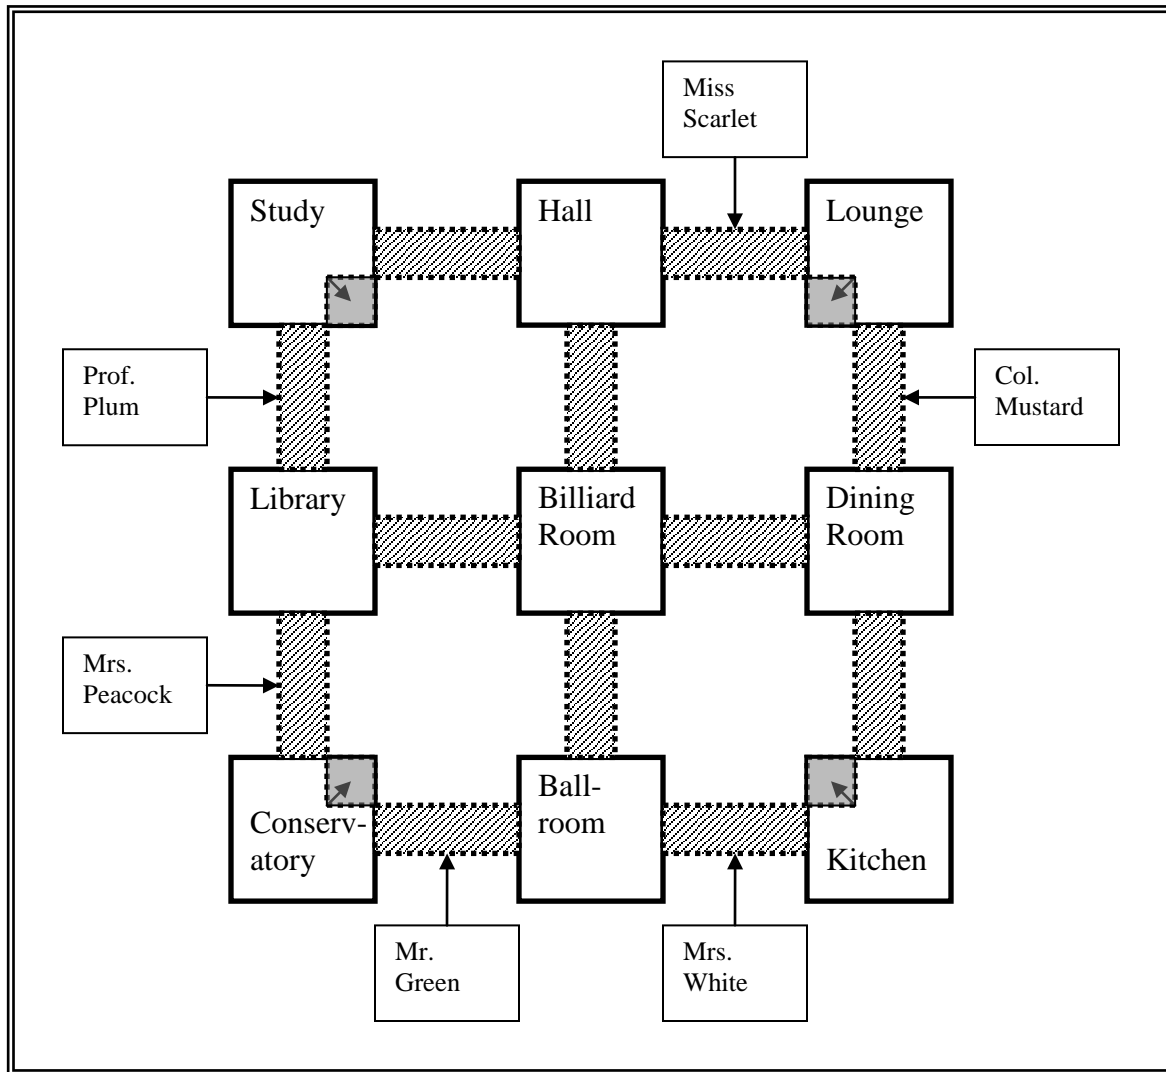 Miss
Scarlet
Study
Hall
Lounge
Prof.
Plum
Col.
Mustard
Library
Billiard
Room
Dining
Room
Mrs.
Peacock
Conserv-
atory
Ball-
room
Kitchen
Mr.
Green
Mrs.
White